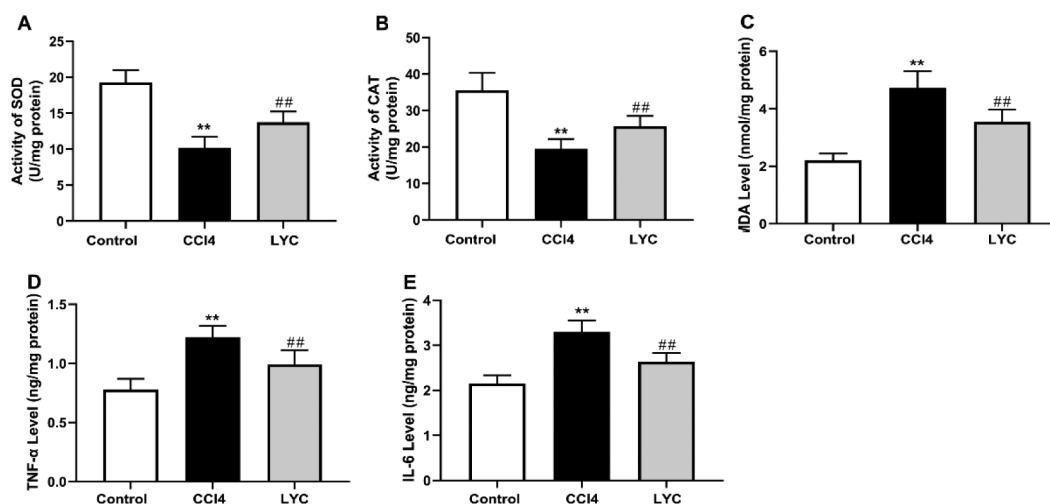 A
Activity of SOD
(U/mg protein)
25
20
15
10
5
0
**
##
Control
CCl4
LYC
B
Activity of CAT
(U/mg protein)
50
40
30
20
10
0
**
##
Control
CCl4
LYC
C
MDA Level (nmol/mg protein)
6
4
2
0
**
##
Control
CCl4
LYC
D
TNF-α Level (ng/mg protein)
1.5
1.0
0.5
0.0
**
##
Control
CCl4
LYC
E
IL-6 Level (ng/mg protein)
4
3
2
1
0
**
##
Control
CCl4
LYC